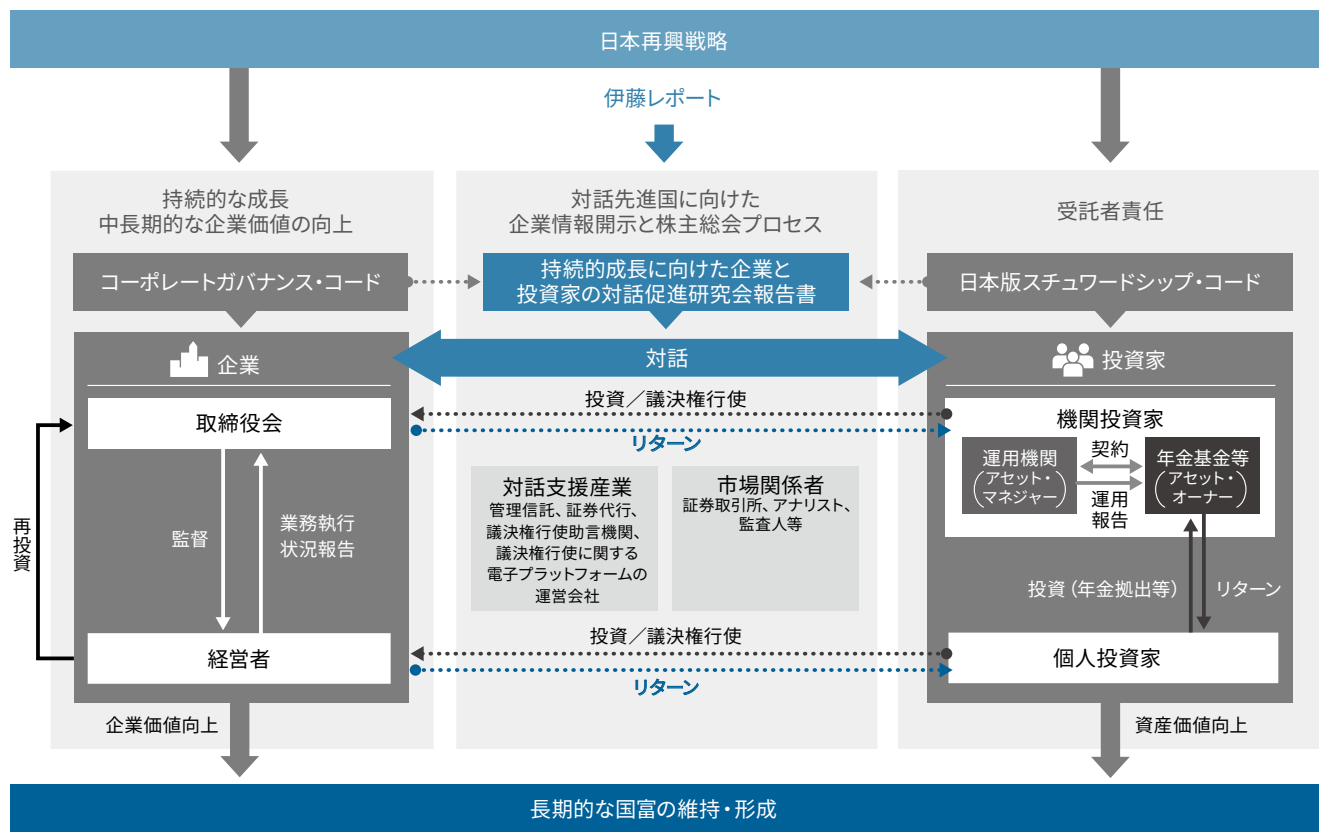 日本再興戦略
伊藤レポート
持続的な成長
中長期的な企業価値の向上
対話先進国に向けた
企業情報開示と株主総会プロセス
受託者責任
コーポレートガバナンス・コード
持続的成長に向けた企業と
投資家の対話促進研究会報告書
日本版スチュワードシップ・コード
企業
対話
投資家
取締役会
投資／議決権行使
リターン
機関投資家
運用機関
(アセット・
マネジャー)
契約
運用
報告
年金基金等
(アセット・
オーナー)
再投資
監督
業務執行
状況報告
対話支援産業
管理信託、証券代行、
議決権行使助言機関、
議決権行使に関する
電子プラットフォームの
運営会社
市場関係者
証券取引所、アナリスト、
監査人等
投資（年金拠出等）
リターン
経営者
投資／議決権行使
リターン
個人投資家
企業価値向上
資産価値向上
長期的な国富の維持・形成